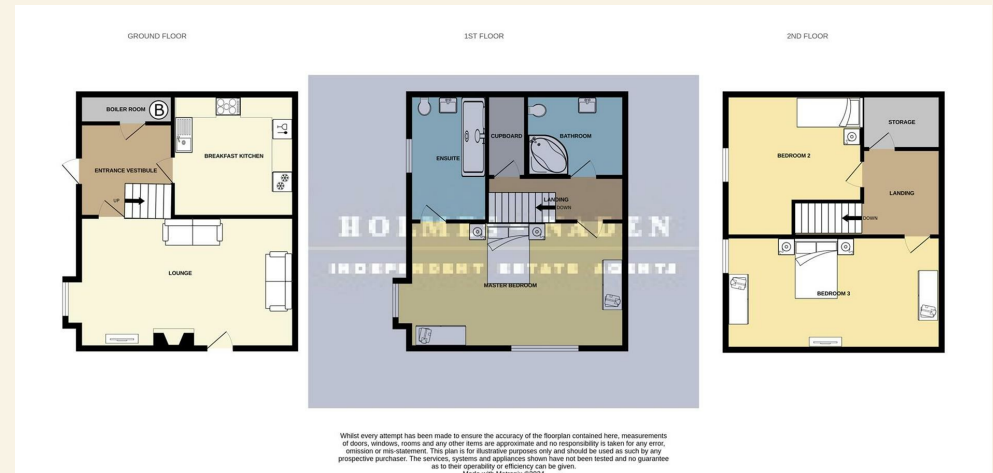 GROUND FLOOR
1ST FLOOR
2ND FLOOR
BOILER ROOM
B
ENTRANCE VESTIBULE
BREAKFAST KITCHEN
UP
LOUNGE
ENSUITE
CUPBOARD
BATHROOM
LANDING
DOWN
HOLMES-NADEN
INDEPENDENT ESTATE AGENTS
MASTER BEDROOM
BEDROOM 2
STORAGE
LANDING
DOWN
BEDROOM 3
Whilst every attempt has been made to ensure the accuracy of the floorplan contained here, measurements
of doors, windows, rooms and any other items are approximate and no responsibility is taken for any error,
omission or mis-statement. This plan is for illustrative purposes only and should be used as such by any
prospective purchaser. The services, systems and appliances shown have not been tested and no guarantee
as to their operability or efficiency can be given.
Made with Metropix ©2024